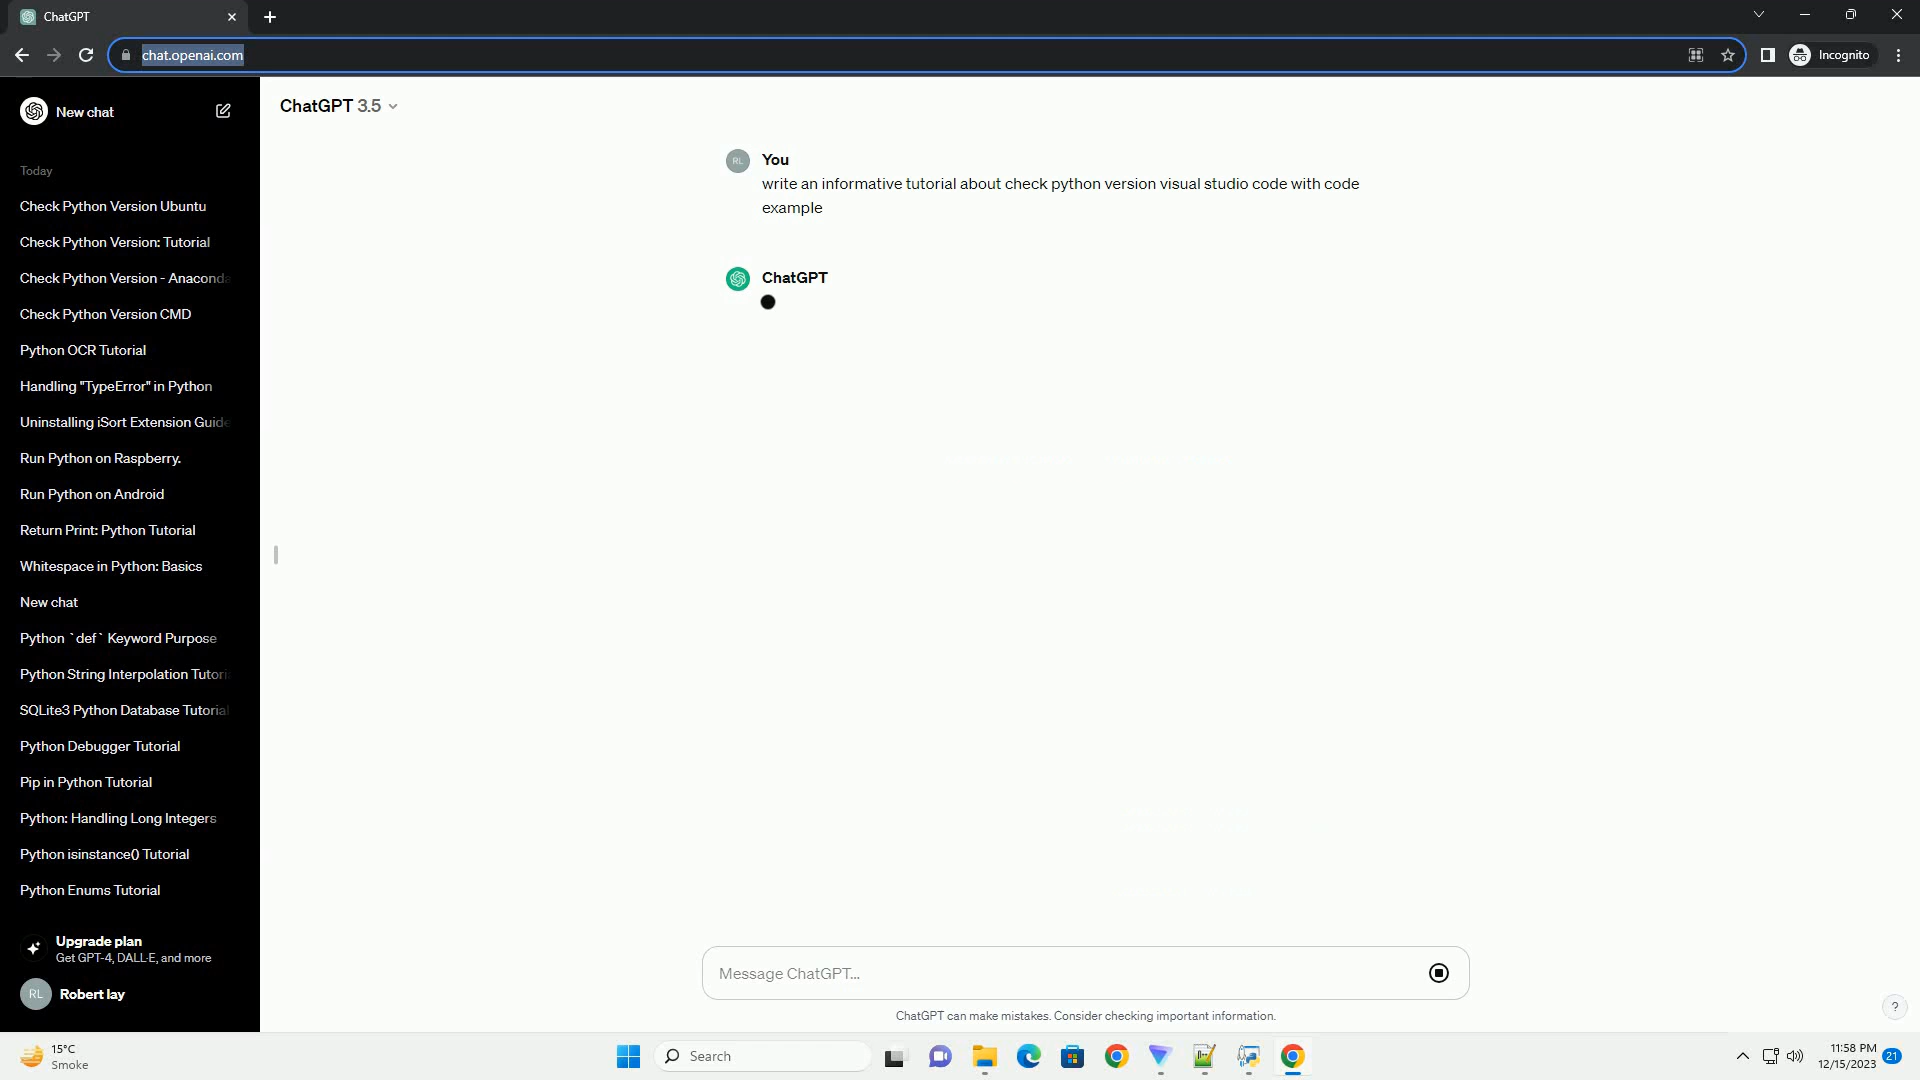 ChatGPT
chat.openai.com
Incognito
New chat
Today
Check Python Version Ubuntu
Check Python Version: Tutorial
Check Python Version - Anaconda
Check Python Version CMD
Python OCR Tutorial
Handling "TypeError" in Python
Uninstalling iSort Extension Guide
Run Python on Raspberry.
Run Python on Android
Return Print: Python Tutorial
Whitespace in Python: Basics
New chat
Python `def` Keyword Purpose
Python String Interpolation Tutori
SQLite3 Python Database Tutorial
Python Debugger Tutorial
Pip in Python Tutorial
Python: Handling Long Integers
Python isinstance() Tutorial
Python Enums Tutorial
Upgrade plan
Get GPT-4, DALL·E, and more
RL Robert lay
ChatGPT 3.5
RL You
write an informative tutorial about check python version visual studio code with code
example
ChatGPT
Message ChatGPT...
ChatGPT can make mistakes. Consider checking important information.
?
15°C
Smoke
Search
11:58 PM
12/15/2023
21